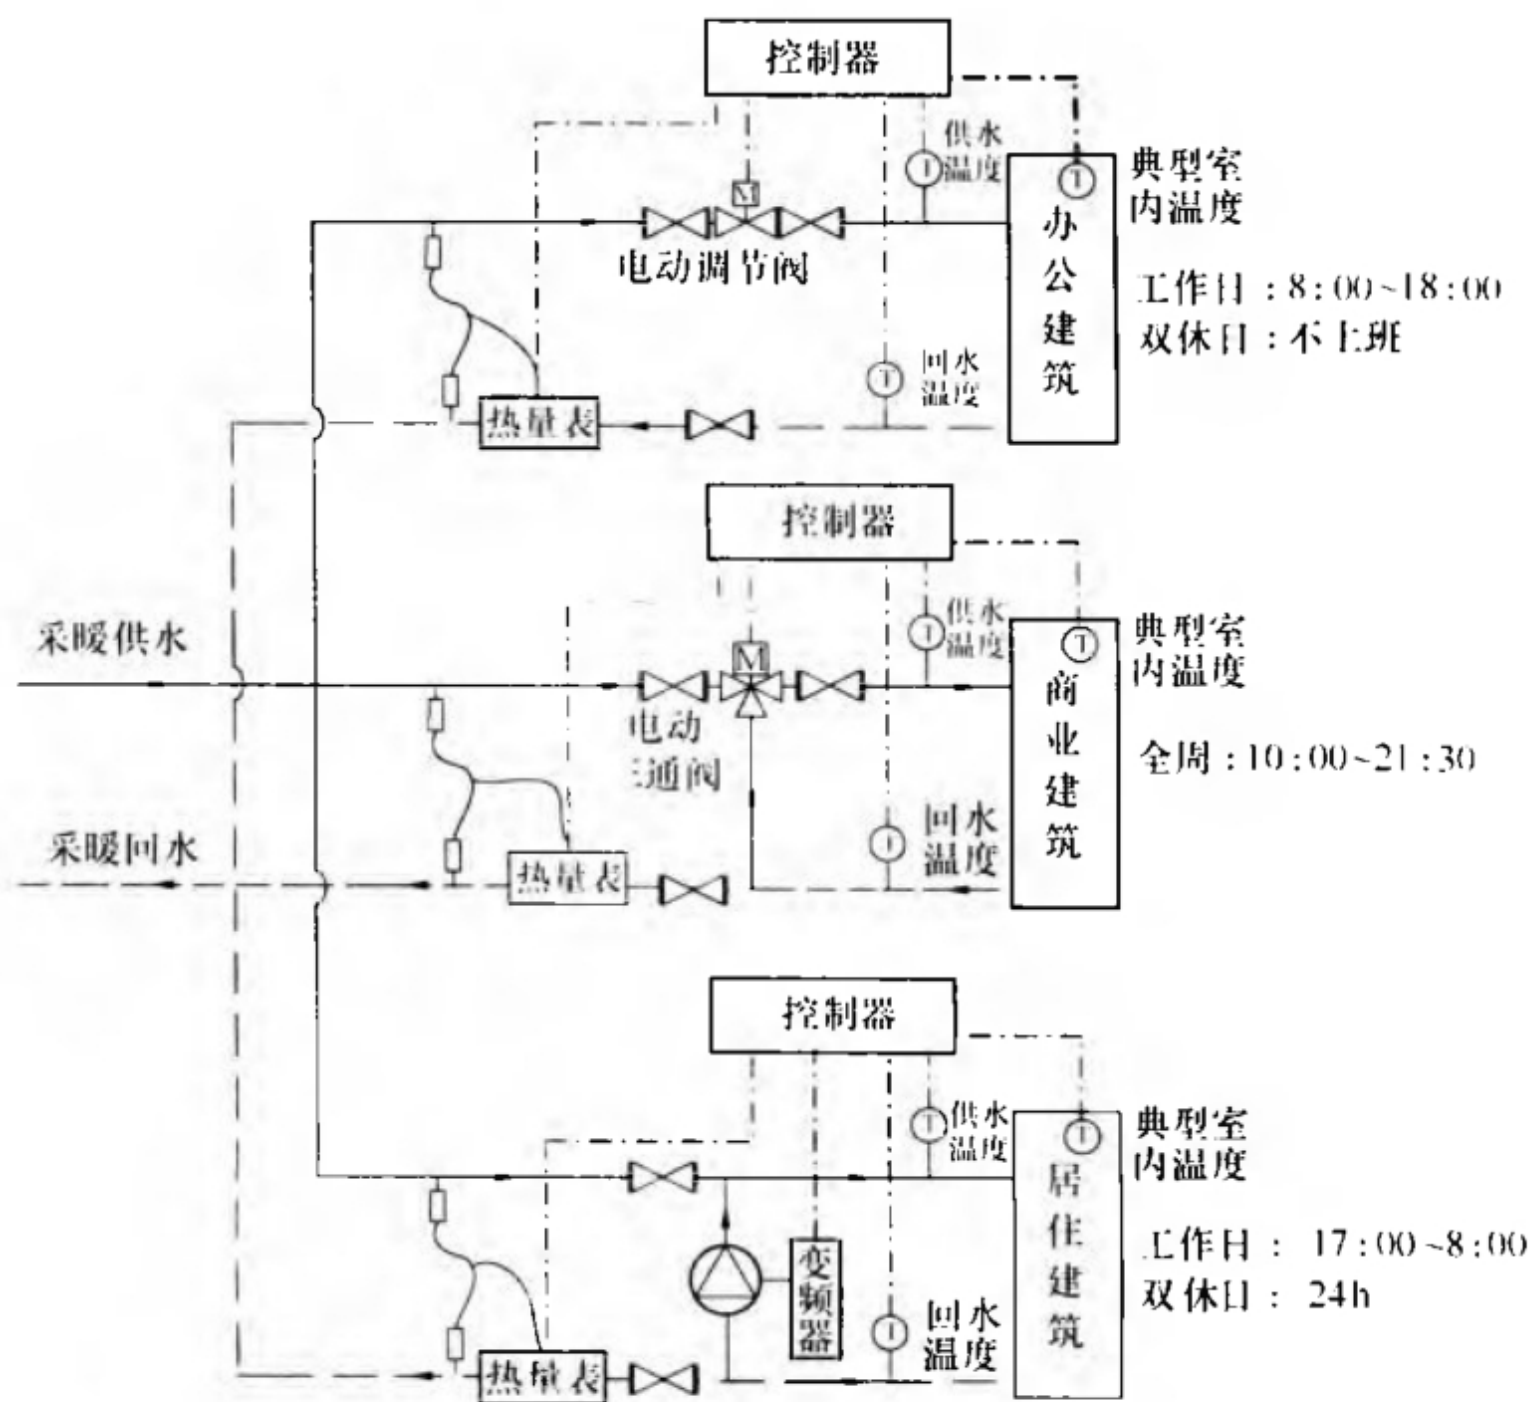 控制器
供水
温度
T
T
典型室
内温度
M
办公建筑
电动调节阀
工作日：8:00~18:00
双休日：不上班
回水
温度
T
热量表
控制器
采暖供水
供水
温度
T
T
典型室
内温度
M
商业建筑
电动
三通阀
全周：10:00~21:30
采暖回水
回水
温度
热量表
控制器
供水
温度
T
T
典型室
内温度
居住建筑
工作日： 17:00~8:00
双休日： 24h
变频器
回水
温度
T
热量表